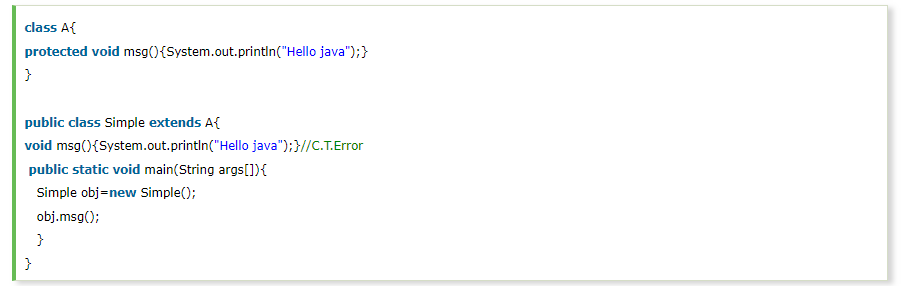 class A{
protected void msg(){System.out.println("Hello java");}
}
public class Simple extends A{
void msg(){System.out.println("Hello java");}//C.T.Error
public static void main(String args[]){
Simple obj=new Simple();
obj.msg();
}
}